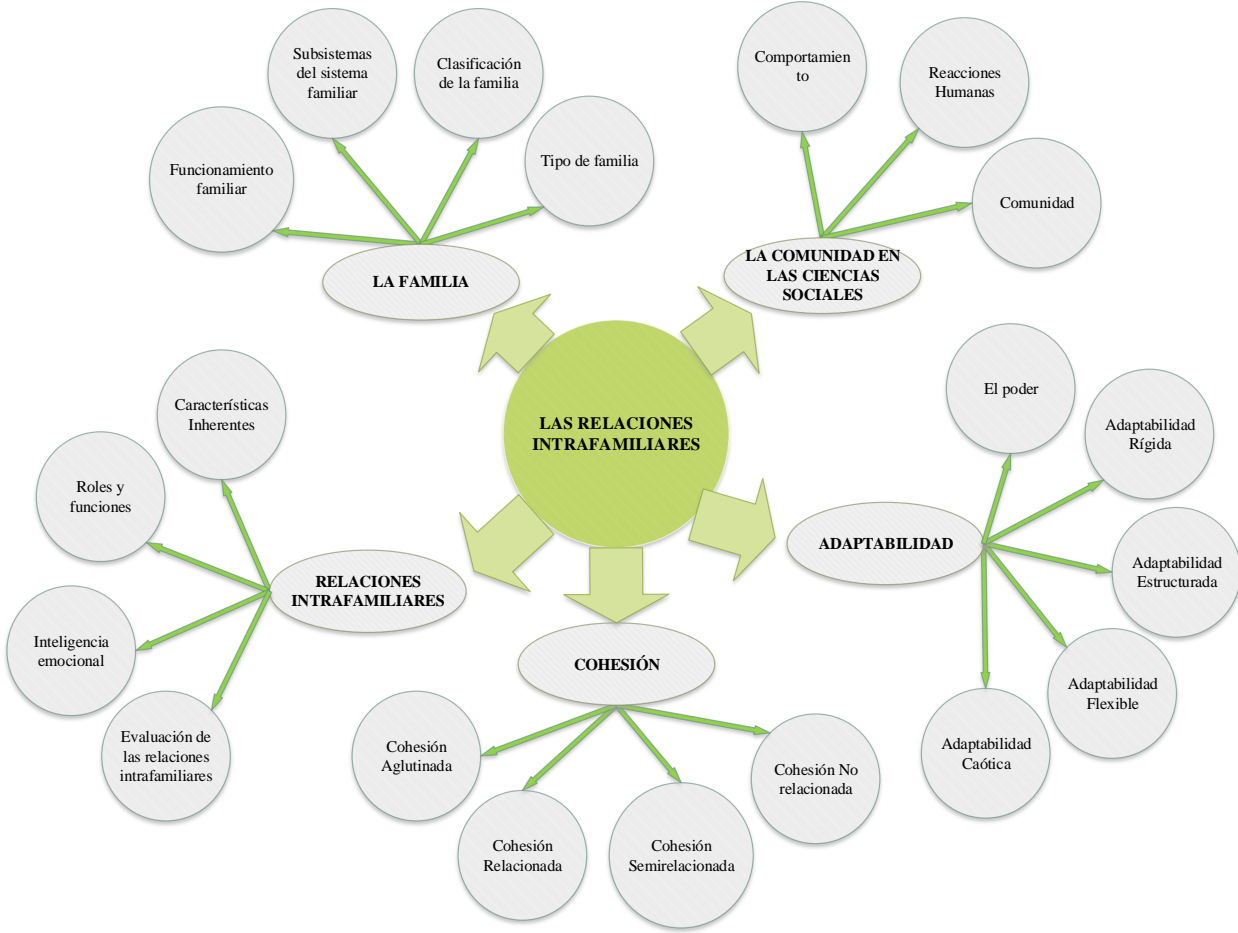 Subsistemas
del sistema
familiar
Clasificación
de la familia
Funcionamiento
familiar
Tipo de familia
LA FAMILIA
Comportamien
to
Reacciones
Humanas
Comunidad
LA COMUNIDAD EN
LAS CIENCIAS
SOCIALES
LAS RELACIONES
INTRAFAMILIARES
Características
Inherentes
Roles y
funciones
Inteligencia
emocional
Evaluación de
las relaciones
intrafamiliares
RELACIONES
INTRAFAMILIARES
El poder
Adaptabilidad
Rígida
Adaptabilidad
Estructurada
Adaptabilidad
Flexible
Adaptabilidad
Caótica
ADAPTABILIDAD
COHESIÓN
Cohesión
Aglutinada
Cohesión
Relacionada
Cohesión
Semirelacionada
Cohesión No
relacionada